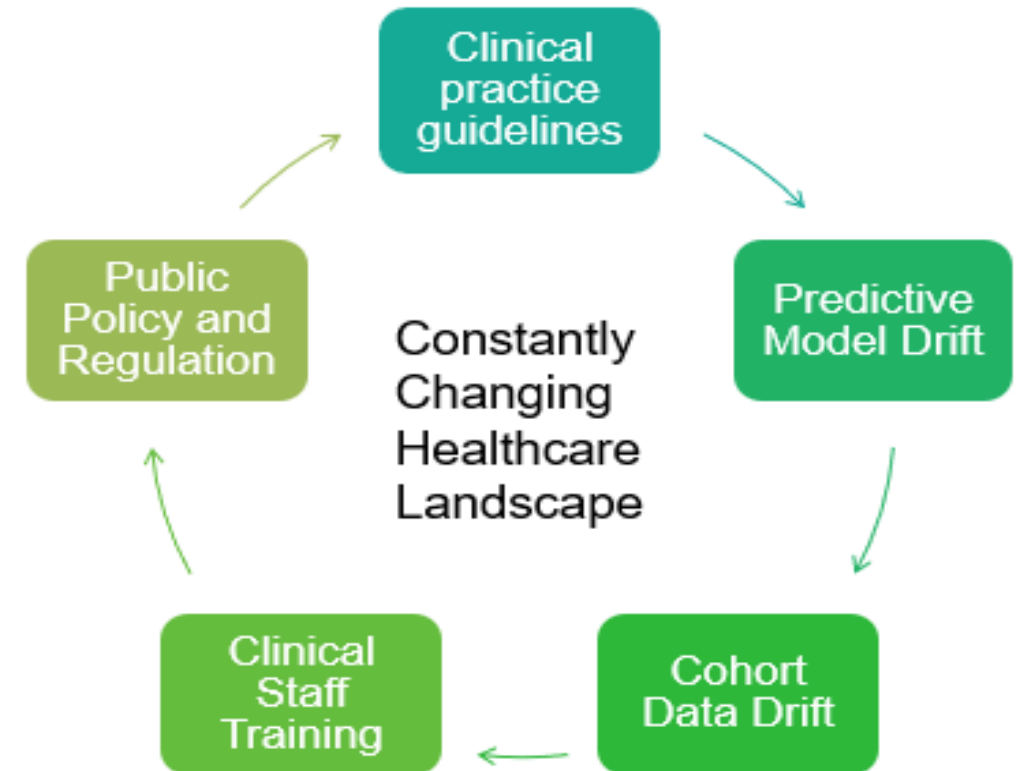 Clinical
practice
guidelines
Predictive
Model Drift
Cohort
Data Drift
Clinical
Staff
Training
Public
Policy and
Regulation
Constantly
Changing
Healthcare
Landscape